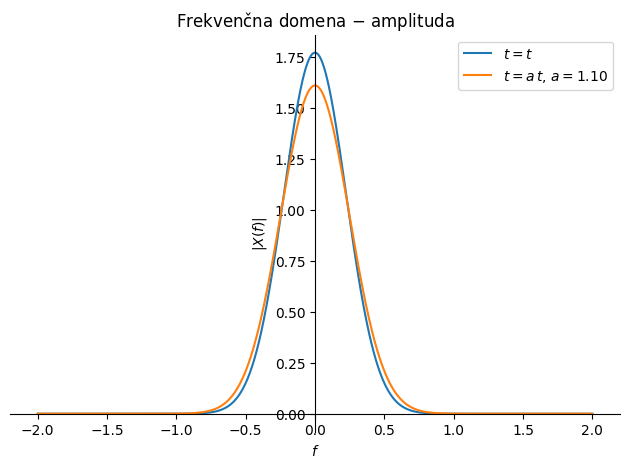 Frekvenčna domena − amplituda
t = t
t = a t, a = 1.10
1.75
1.50
1.25
1.00
0.75
0.50
0.25
0.00
|X(f)|
−2.0 −1.5 −1.0 −0.5 0.0 0.5 1.0 1.5 2.0
f